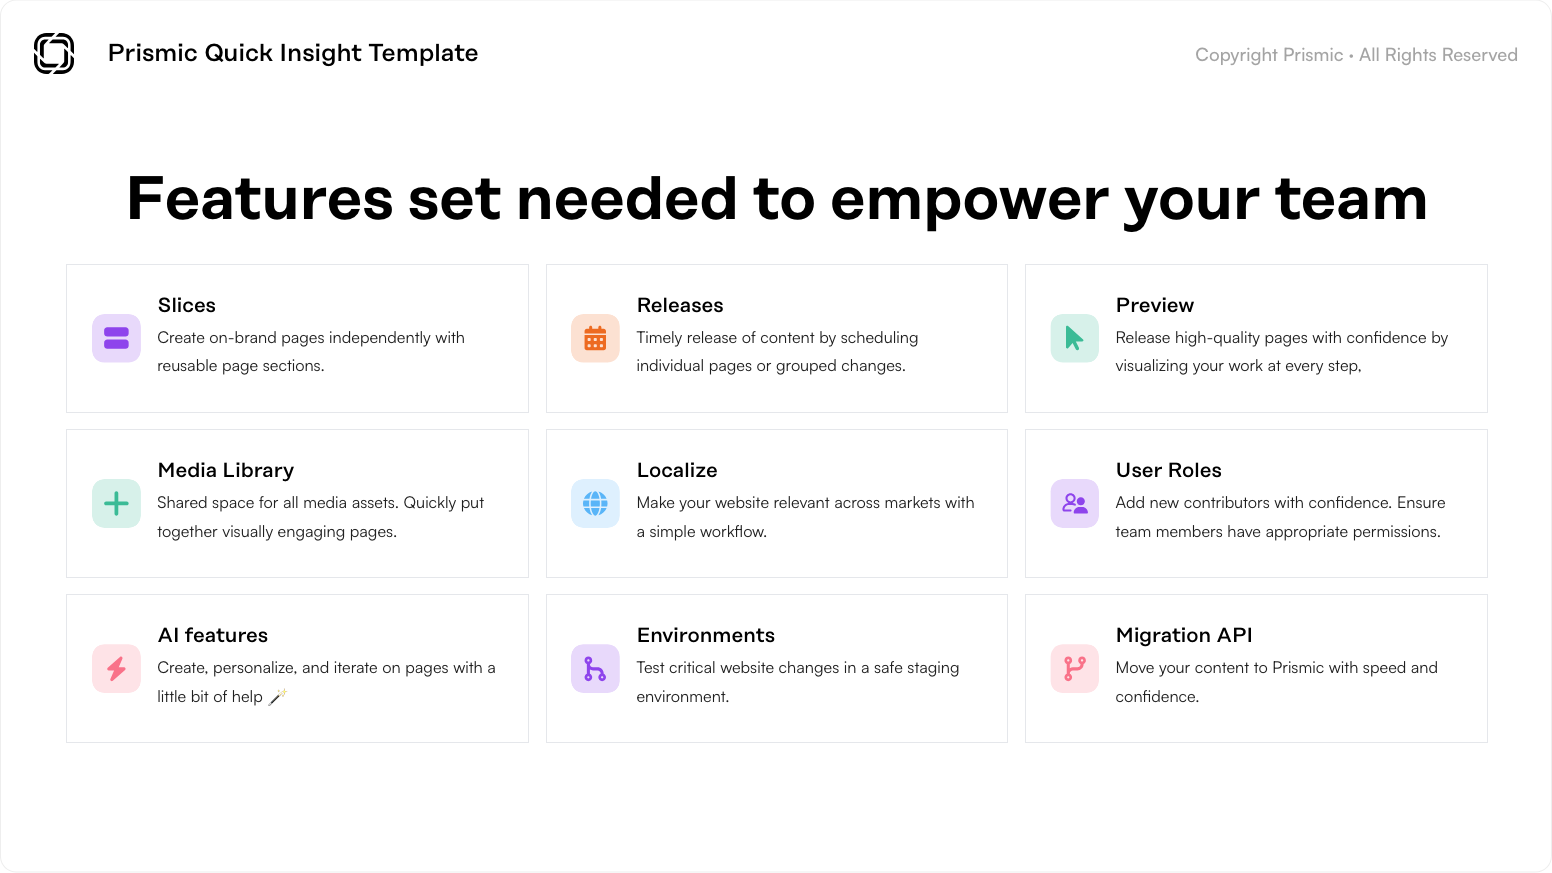 Prismic Quick Insight Template
Copyright Prismic • All Rights Reserved
Features set needed to empower your team
Slices
Create on-brand pages independently with
reusable page sections.
Releases
Timely release of content by scheduling
individual pages or grouped changes.
Preview
Release high-quality pages with confidence by
visualizing your work at every step,
Media Library
Shared space for all media assets. Quickly put
together visually engaging pages.
Localize
Make your website relevant across markets with
a simple workflow.
User Roles
Add new contributors with confidence. Ensure
team members have appropriate permissions.
AI features
Create, personalize, and iterate on pages with a
little bit of help 🪄
Environments
Test critical website changes in a safe staging
environment.
Migration API
Move your content to Prismic with speed and
confidence.